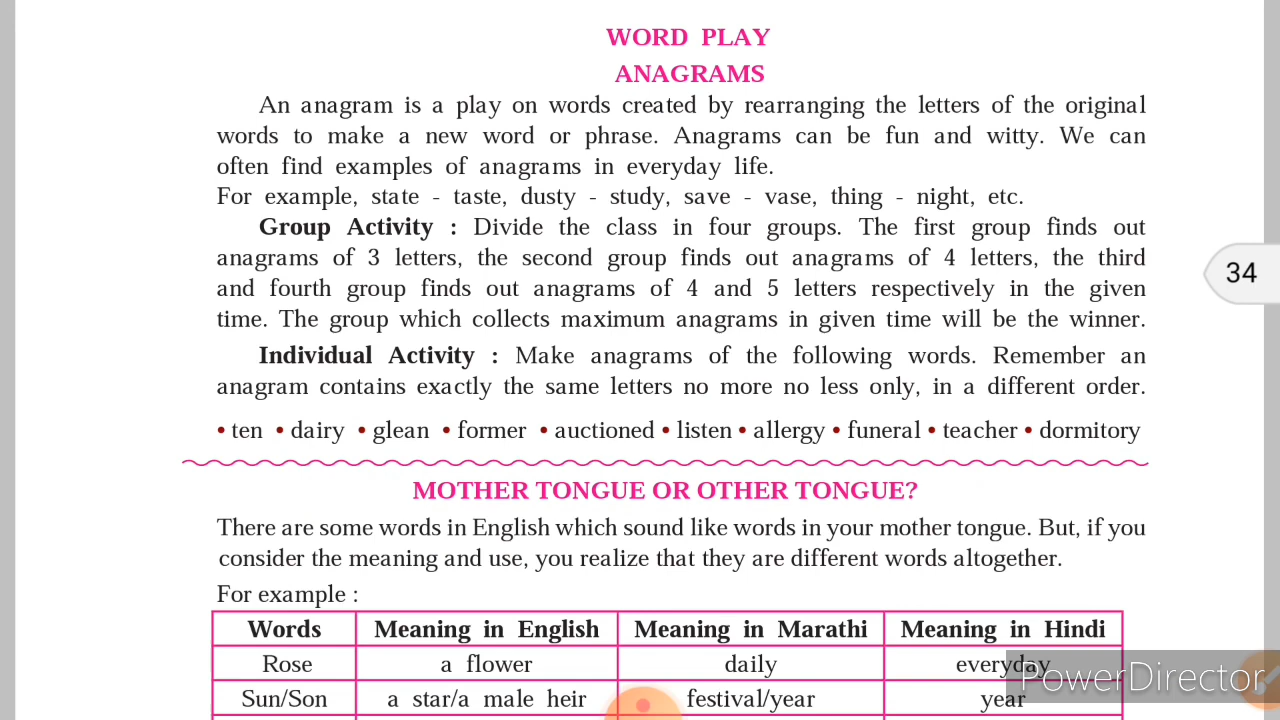 WORD PLAY
ANAGRAMS
An anagram is a play on words created by rearranging the letters of the original
words to make a new word or phrase. Anagrams can be fun and witty. We can
often find examples of anagrams in everyday life.
For example, state - taste, dusty - study, save - vase, thing - night, etc.
Group Activity : Divide the class in four groups. The first group finds out
anagrams of 3 letters, the second group finds out anagrams of 4 letters, the third
and fourth group finds out anagrams of 4 and 5 letters respectively in the given
time. The group which collects maximum anagrams in given time will be the winner.
34
Individual Activity : Make anagrams of the following words. Remember an
anagram contains exactly the same letters no more no less only, in a different order.
• ten • dairy • glean • former • auctioned • listen • allergy • funeral • teacher • dormitory
MOTHER TONGUE OR OTHER TONGUE?
There are some words in English which sound like words in your mother tongue. But, if you
consider the meaning and use, you realize that they are different words altogether.
For example :
Words Meaning in English Meaning in Marathi Meaning in Hindi
Rose a flower daily everyday
Sun/Son a star/a male heir festival/year year
PowerDirector